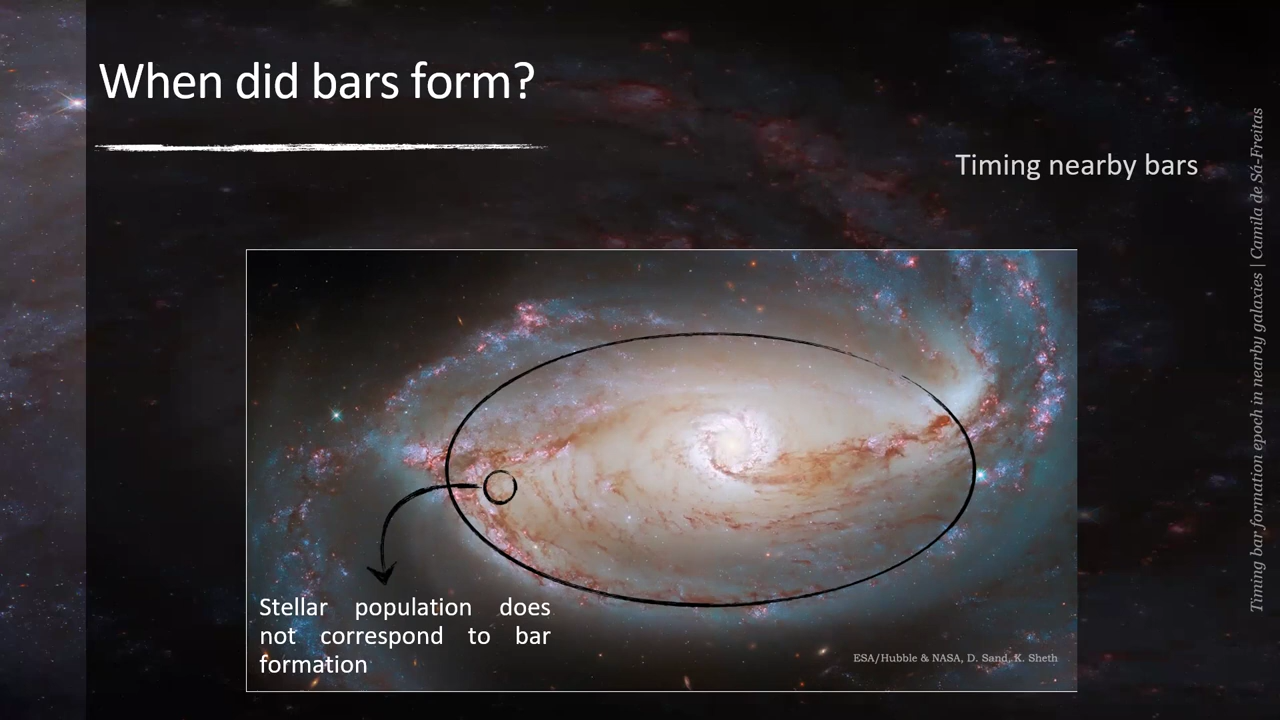 When did bars form?
Timing nearby bars
Stellar population does
not correspond to bar
formation
ESA/Hubble & NASA, D. Sand, K. Sheth
Timing bar formation epoch in nearby galaxies | Camila de Sá-Freitas